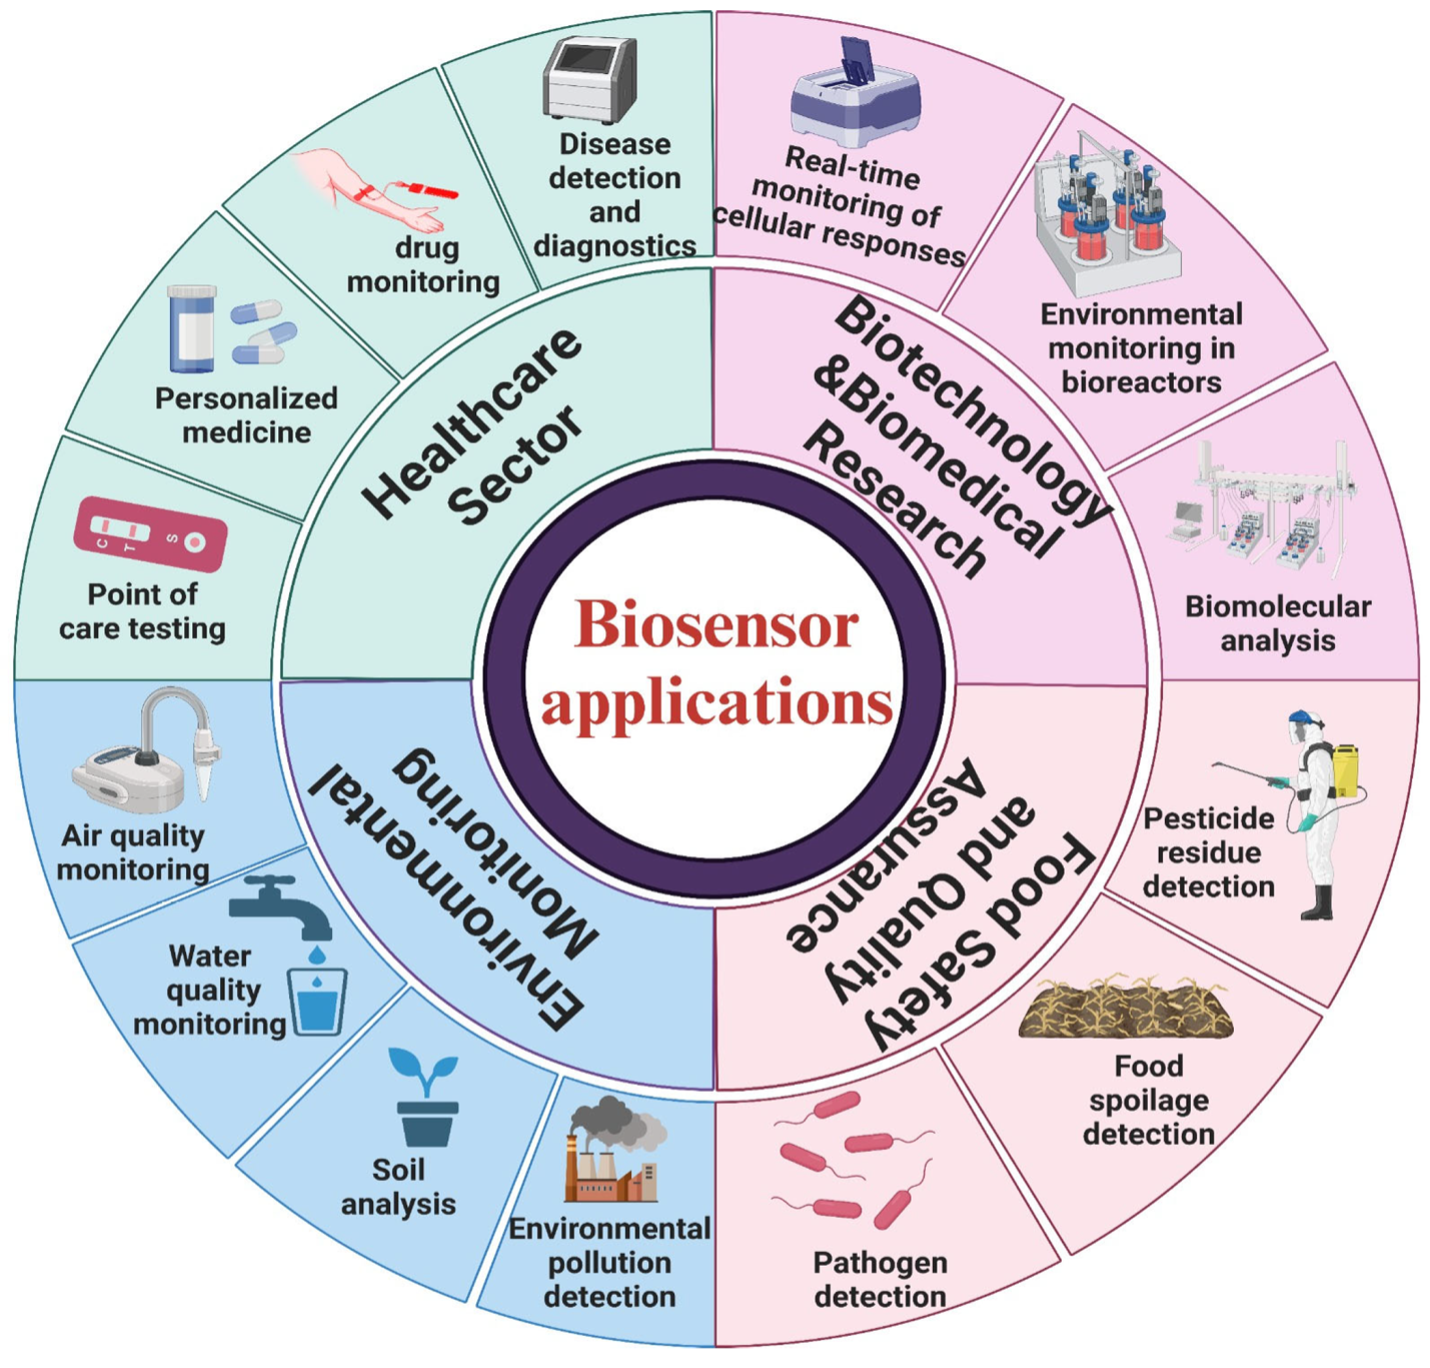 Disease
detection
and
diagnostics
Real-time
monitoring of
cellular responses
Environmental
monitoring in
bioreactors
Biomolecular
analysis
Pesticide
residue
detection
Food
spoilage
detection
Pathogen
detection
Environmental
pollution
detection
Soil
analysis
Water
quality
monitoring
Air quality
monitoring
Point of
care testing
C T S
Personalized
medicine
drug
monitoring
Healthcare
Sector
Biotechnology
&Biomedical
Research
Food Safety
and Quality
Assurance
Environmental
Monitoring
Biosensor
applications